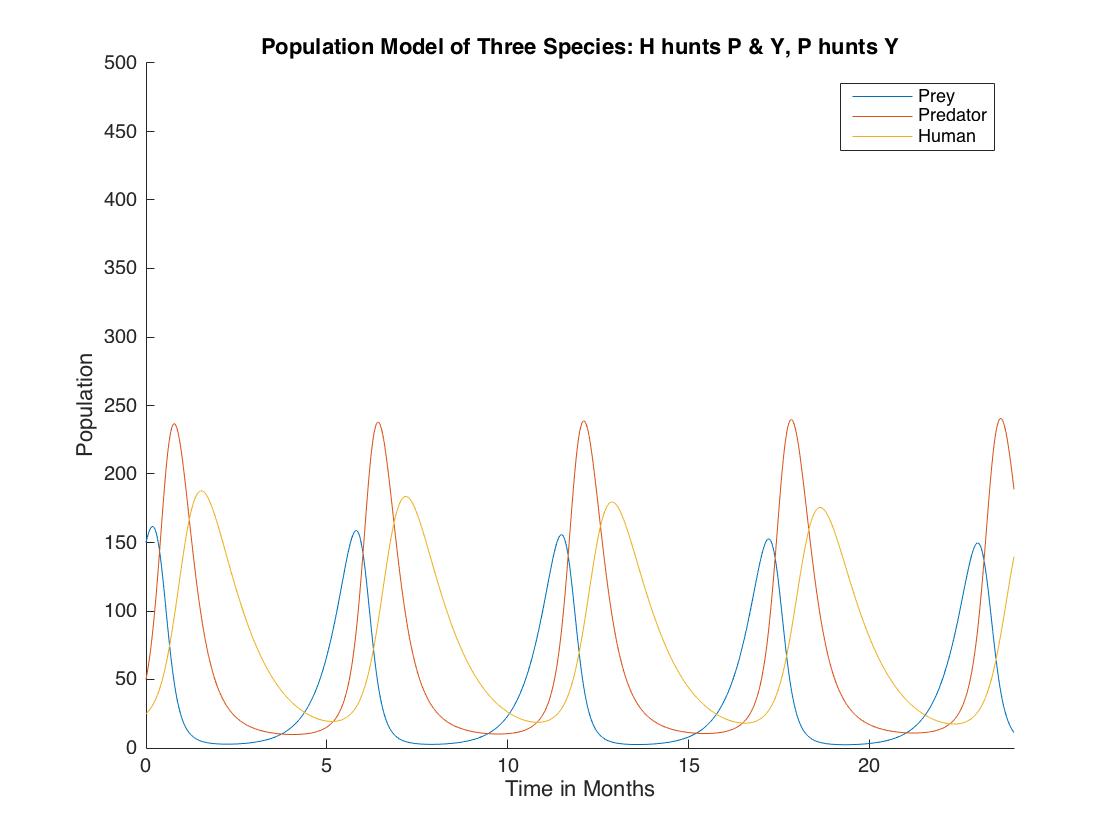 Population Model of Three Species: H hunts P & Y, P hunts Y
500
450
400
350
300
250
200
150
100
50
0
Population
Prey
Predator
Human
0 5 10 15 20
Time in Months